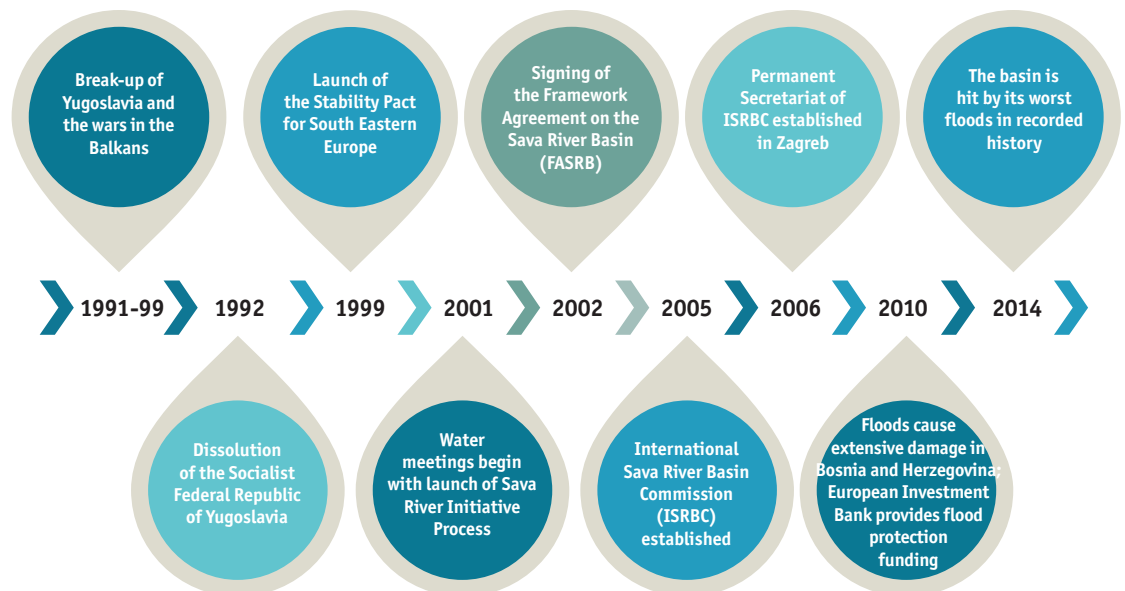 Break-up of
Yugoslavia and
the wars in the
Balkans
Launch of
the Stability Pact
for South Eastern
Europe
Signing of
the Framework
Agreement on the
Sava River Basin
(FASRB)
Permanent
Secretariat of
ISRBC established
in Zagreb
The basin is
hit by its worst
floods in recorded
history
1991-99 1992 1999 2001 2002 2005 2006 2010 2014
Dissolution
of the Socialist
Federal Republic
of Yugoslavia
Water
meetings begin
with launch of Sava
River Initiative
Process
International
Sava River Basin
Commission
(ISRBC)
established
Floods cause
extensive damage in
Bosnia and Herzegovina;
European Investment
Bank provides flood
protection
funding